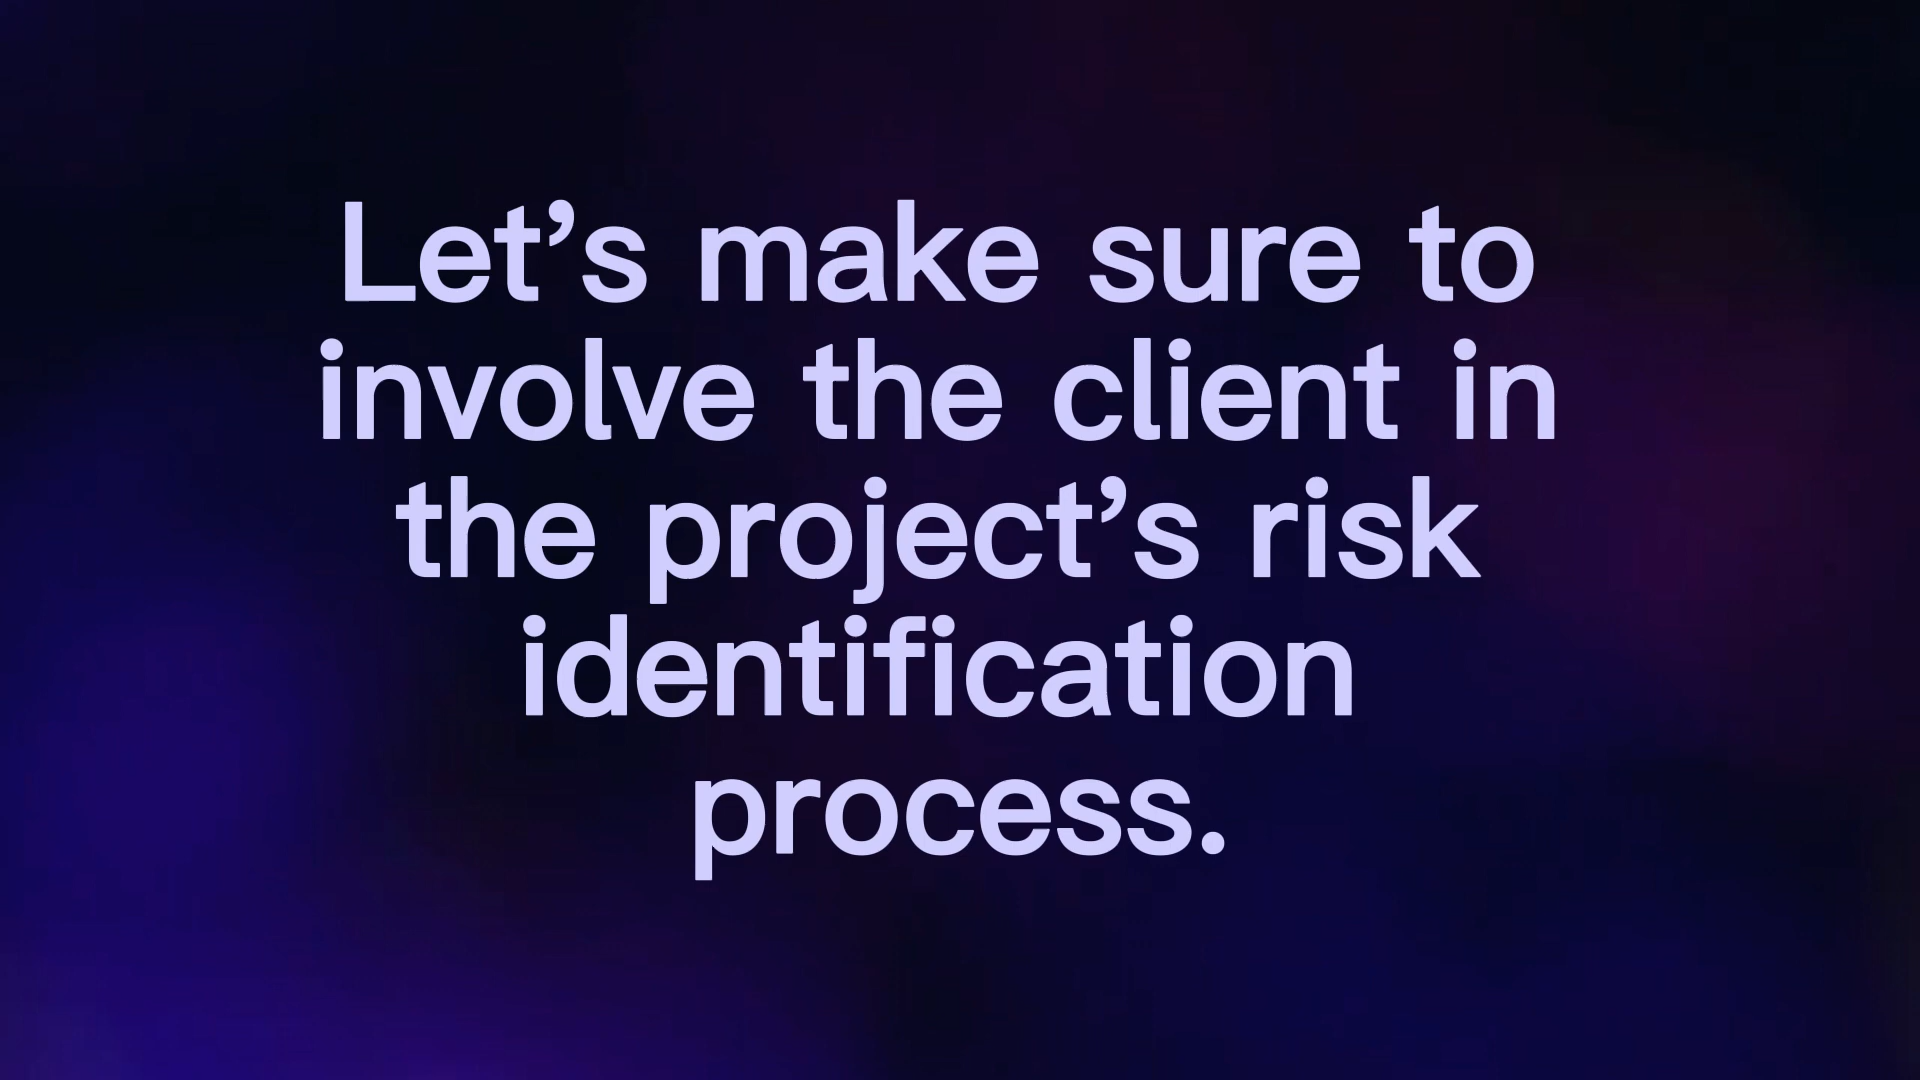 Let’s make sure to
involve the client in
the project’s risk
identification
process.